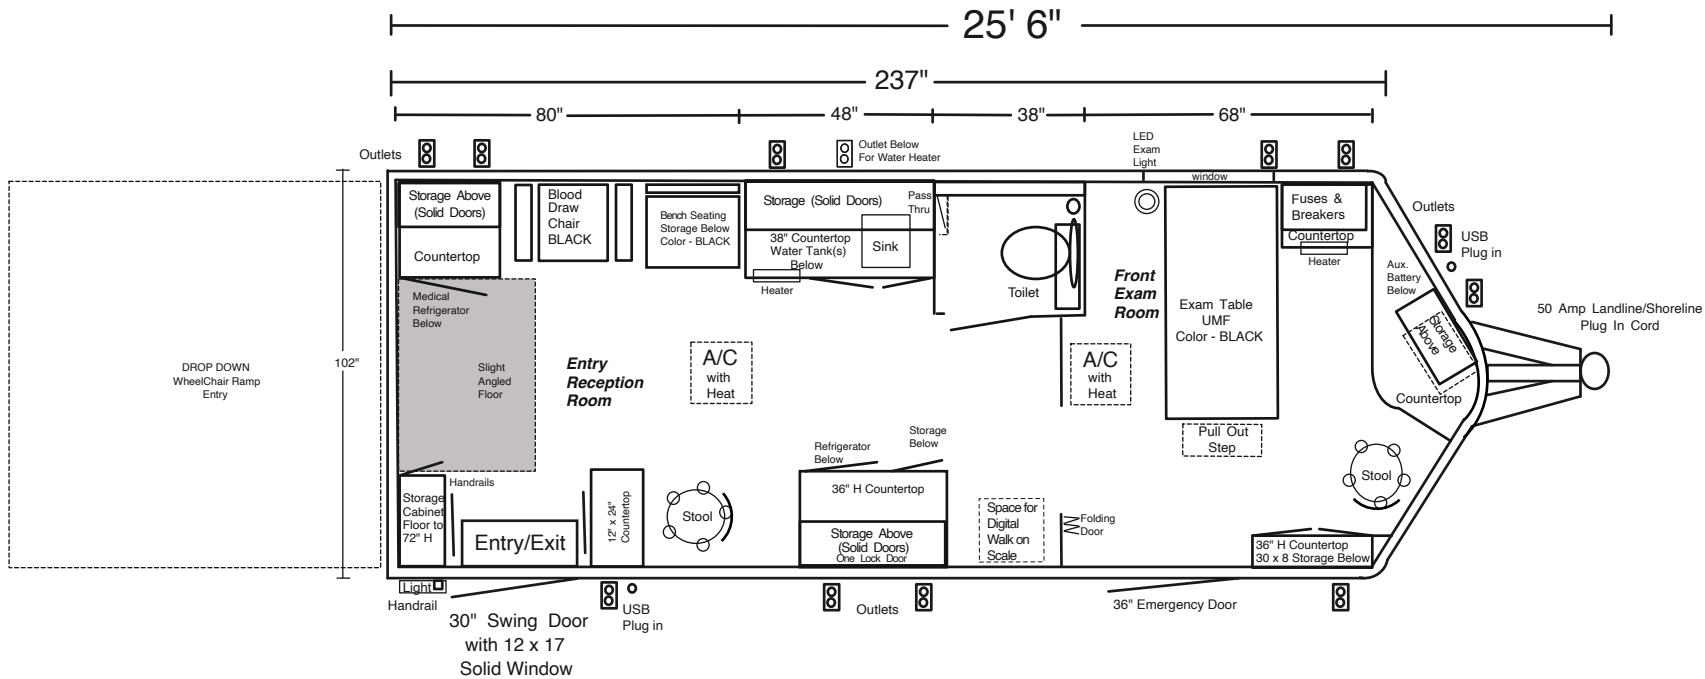 25' 6"
237"
80"
48"
38"
68"
Outlets
Outlet Below
For Water Heater
LED
Exam
Light
window
Storage Above
(Solid Doors)
Countertop
Blood
Draw
Chair
BLACK
Bench Seating
Storage Below
Color - BLACK
Storage (Solid Doors)
38" Countertop
Water Tank(s)
Below
Sink
Heater
Pass
Thru
Toilet
Front
Exam
Room
Exam Table
UMF
Color - BLACK
Pull Out
Step
Fuses &
Breakers
Countertop
Heater
Outlets
USB
Plug in
Aux.
Battery
Below
Storage
Above
Countertop
50 Amp Landline/Shoreline
Plug In Cord
Medical
Refrigerator
Below
DROP DOWN
WheelChair Ramp
Entry
102"
Slight
Angled
Floor
Entry
Reception
Room
A/C
with
Heat
A/C
with
Heat
Refrigerator
Below
Storage
Below
36" H Countertop
Storage Above
(Solid Doors)
One Lock Door
Space for
Digital
Walk on
Scale
Folding
Door
Stool
36" H Countertop
30 x 8 Storage Below
Handrails
Storage
Cabinet
Floor to
72" H
Entry/Exit
12" x 24"
Countertop
Stool
Light
Handrail
30" Swing Door
with 12 x 17
Solid Window
USB
Plug in
Outlets
36" Emergency Door